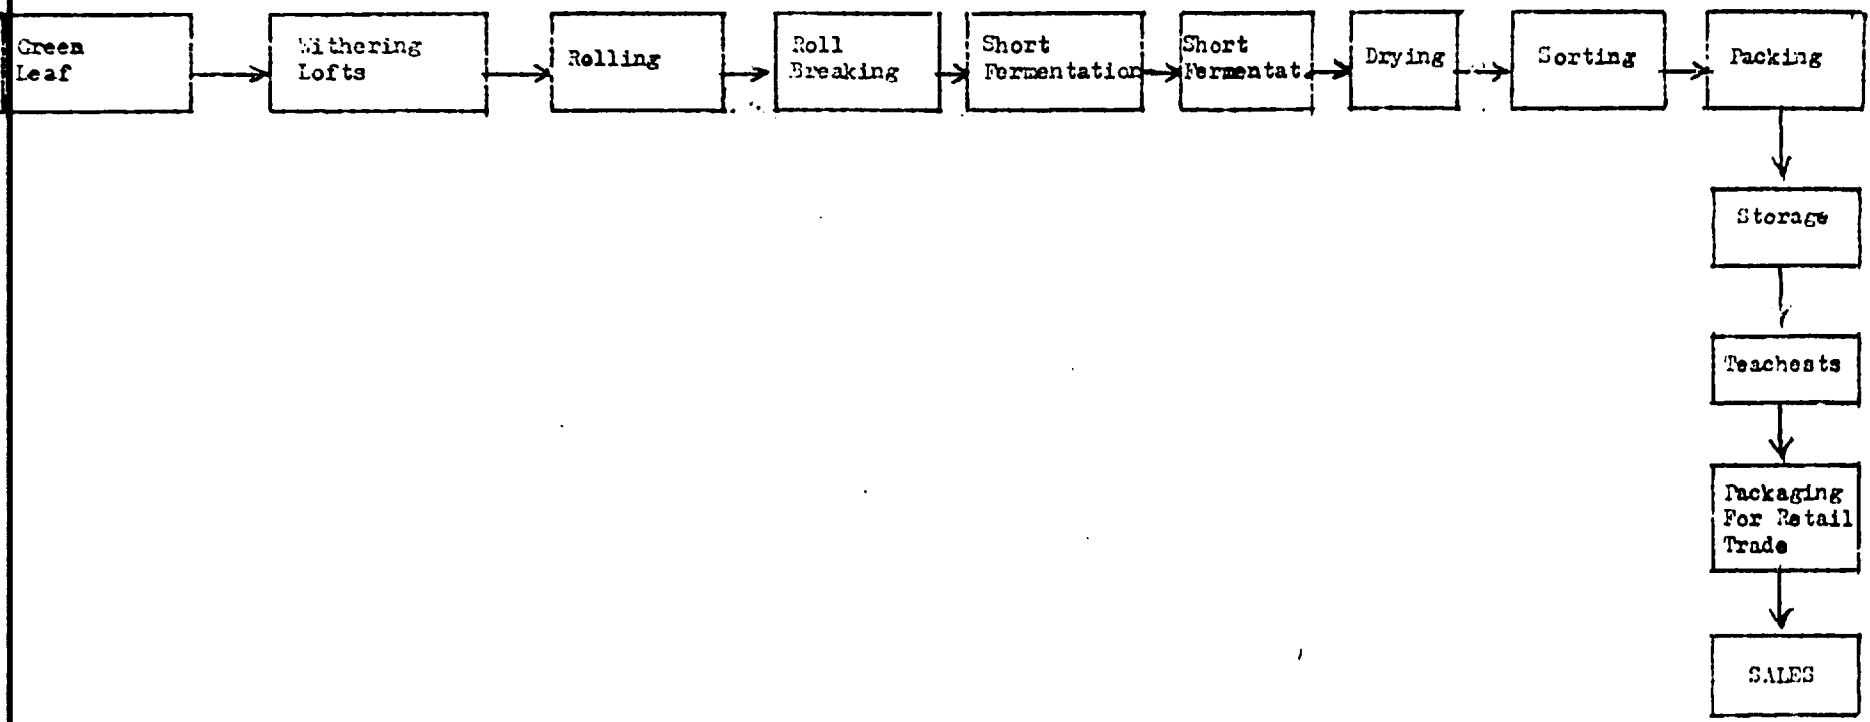 Green
Leaf
Withering
Lofts
Rolling
Roll
Breaking
Short
Fermentation
Short
Fermentat.
Drying
Sorting
Packing
Storage
Teachests
Packaging
For Retail
Trade
SALES